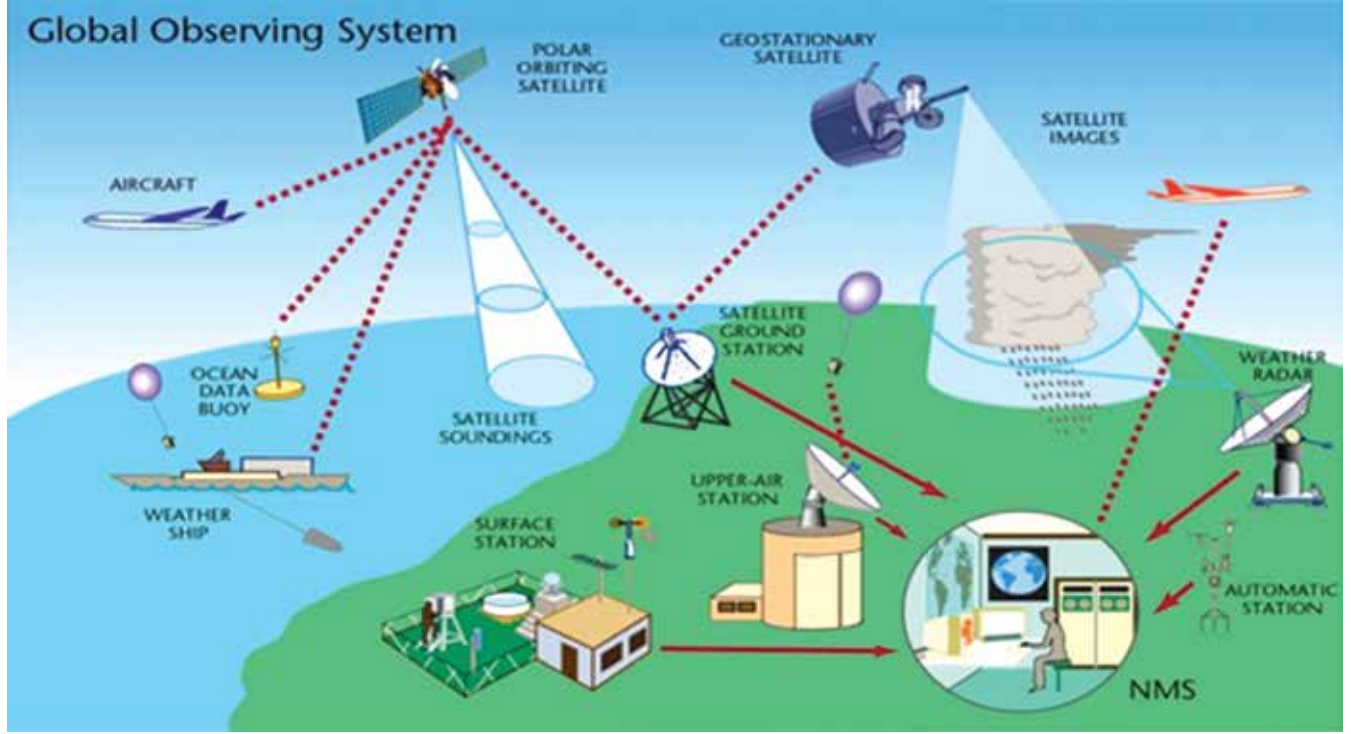 Global Observing System
POLAR
ORBITING
SATELLITE
GEOSTATIONARY
SATELLITE
SATELLITE
IMAGES
AIRCRAFT
SATELLITE
GROUND
STATION
WEATHER
RADAR
OCEAN
DATA
BUOY
SATELLITE
SOUNDINGS
UPPER-AIR
STATION
WEATHER
SHIP
SURFACE
STATION
AUTOMATIC
STATION
NMS